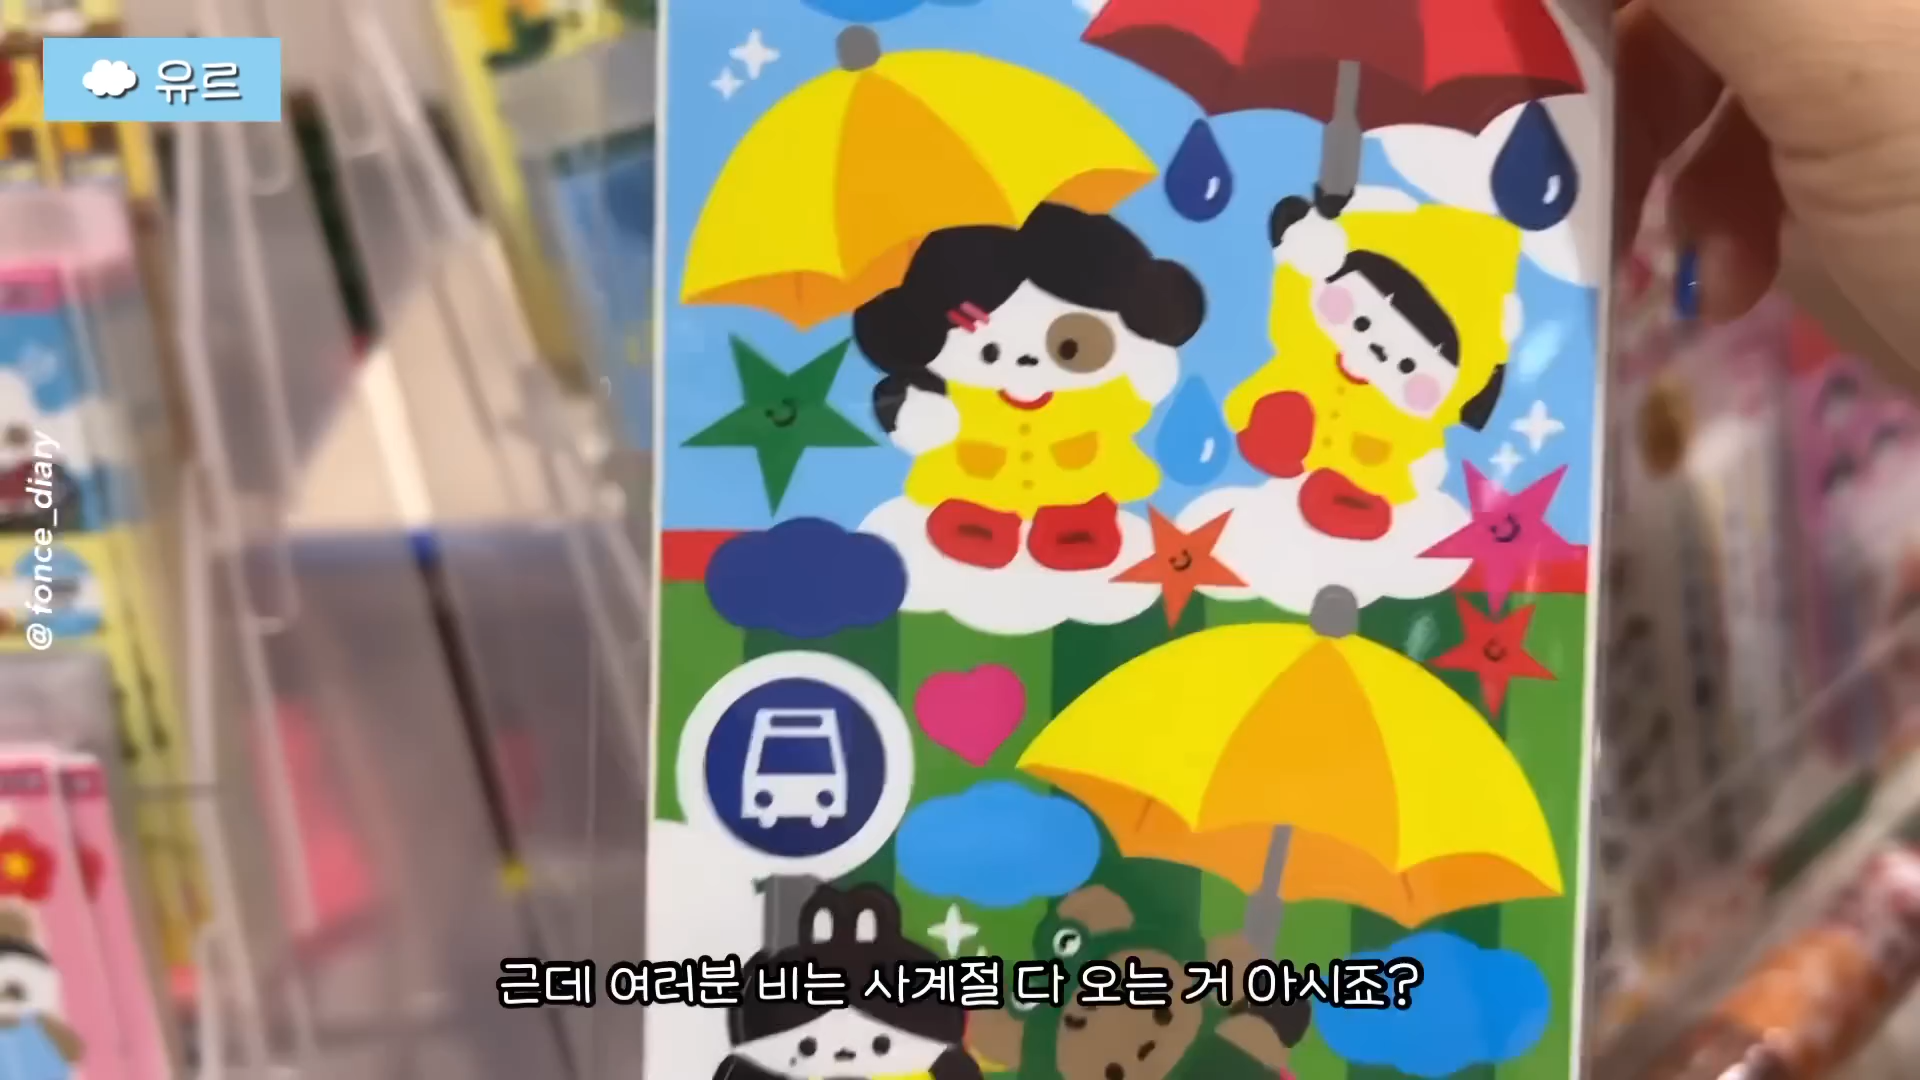 유르
@fonce_diary
근데 여러분 비는 사계절 다 오는 거 아시죠?